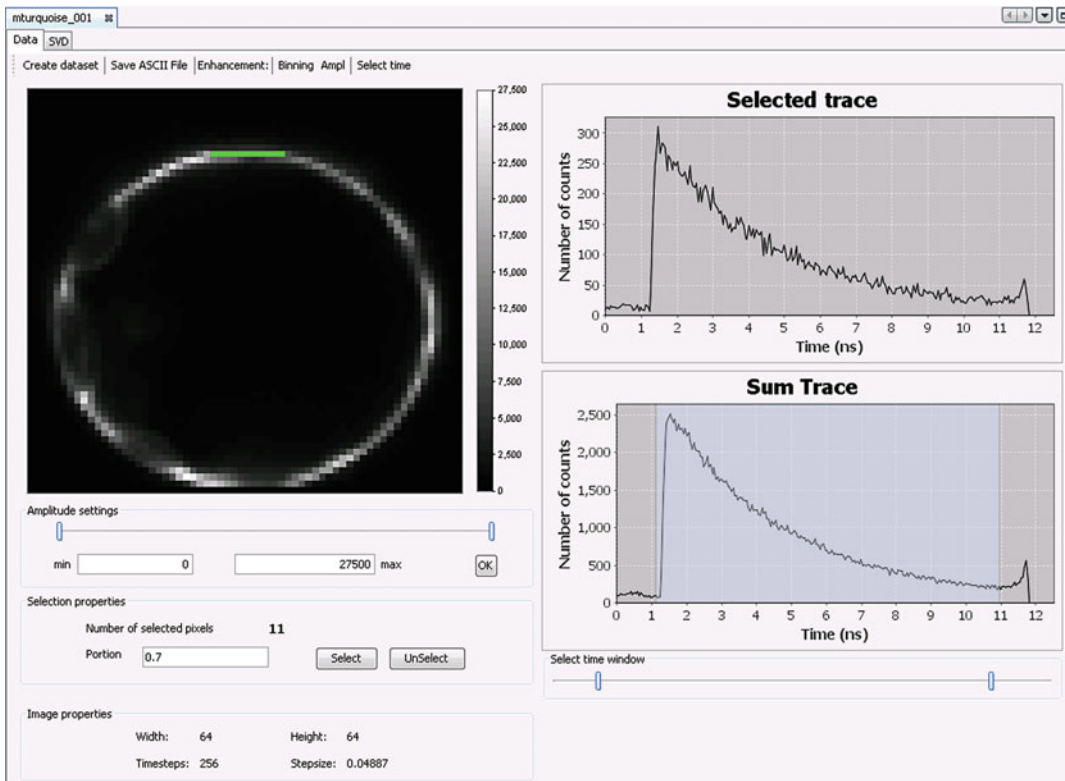 mturquoise_001
Data SVD
Create dataset Save ASCII File Enhancement: Binning Ampl Select time
27,500
25,000
22,500
20,000
17,500
15,000
12,500
10,000
7,500
5,000
2,500
0
Selected trace
Number of counts
300
250
200
150
100
50
0
0 1 2 3 4 5 6 7 8 9 10 11 12
Time (ns)
Sum Trace
Number of counts
2,500
2,000
1,500
1,000
500
0
0 1 2 3 4 5 6 7 8 9 10 11 12
Time (ns)
Select time window
Amplitude settings
min 0 27500 max OK
Selection properties
Number of selected pixels 11
Portion 0.7 Select UnSelect
Image properties
Width: 64 Height: 64
Timesteps: 256 Stepsize: 0.04887